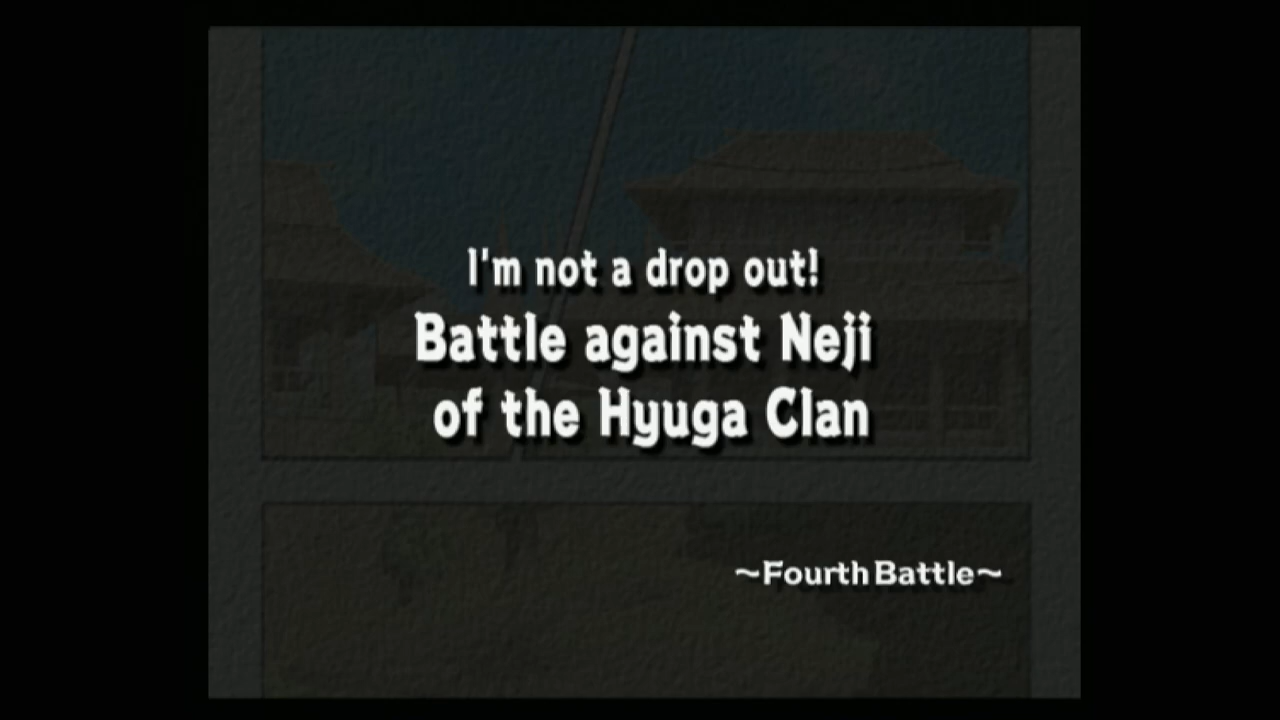 I'm not a drop out!
Battle against Neji
of the Hyuga Clan
~Fourth Battle~